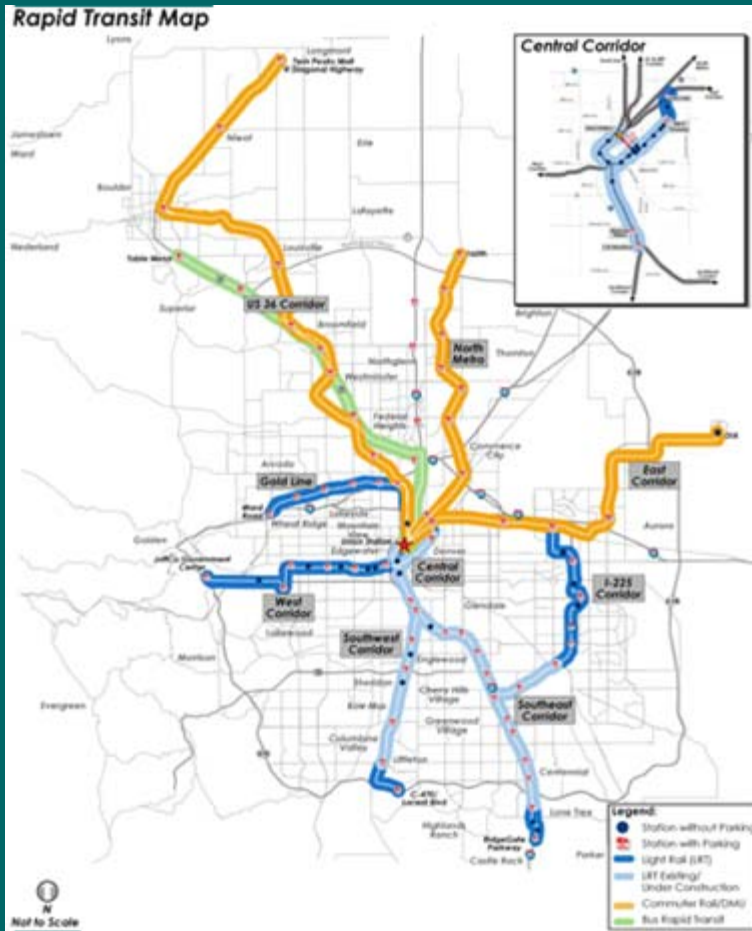 Rapid Transit Map
Lyons
Longmont
Twin Peaks Mall
Diagonal Highway
Central Corridor
Jamestown
Ward
Niwot
Erie
Boulder
Lafayette
Nederland
Louisville
Table Mesa
Superior
US 36 Corridor
Broomfield
Brighton
North
Metro
Thornton
Northglenn
Westminster
Federal
Heights
Commerce
City
DIA
East
Corridor
Arvada
Gold Line
Ward
Road
Wheat Ridge
Lakeside
Mountain
View
Aurora
Golden
Union Station
Edgewater
Denver
Jeffco Government
Center
Central
Corridor
I-225
Corridor
West
Corridor
Glendale
Lakewood
Southwest
Corridor
Morrison
Englewood
Sheridan
Cherry Hills
Village
Southeast
Corridor
Evergreen
Bow Mar
Greenwood
Village
Columbine
Valley
Littleton
Centennial
C-470/
Lucent Blvd
Lone Tree
Highlands
Ranch
RidgeGate
Parkway
Castle Rock
Parker
Legend:
Station without Parking
Station with Parking
Light Rail (LRT)
LRT Existing/
Under Construction
Commuter Rail/DMU
Bus Rapid Transit
N
Not to Scale